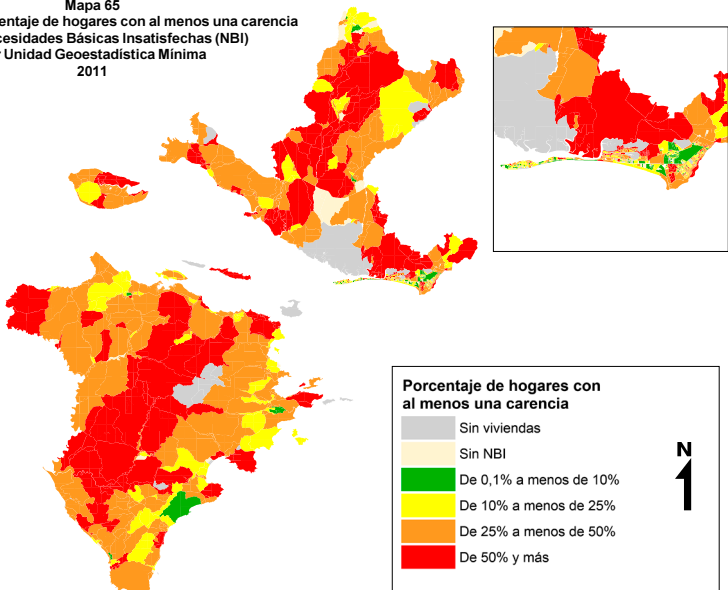 Mapa 65
centaje de hogares con al menos una carencia
cesidades Básicas Insatisfechas (NBI)
r Unidad Geoestadística Mínima
2011
Porcentaje de hogares con
al menos una carencia
Sin viviendas
Sin NBI
De 0,1% a menos de 10%
De 10% a menos de 25%
De 25% a menos de 50%
De 50% y más
N